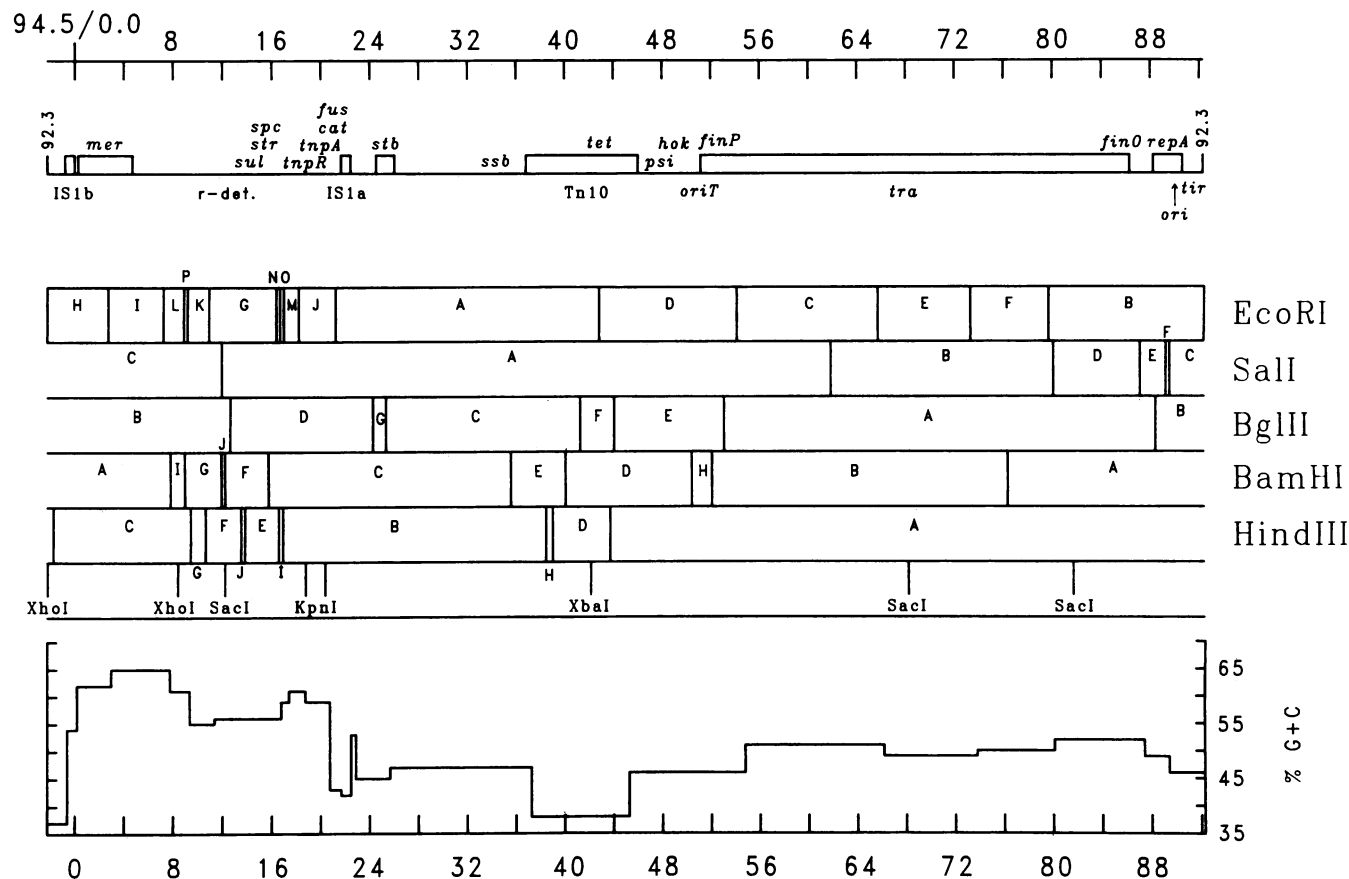 94.5/0.0 8 16 24 32 40 48 56 64 72 80 88
92.3 92.3
fus
spc cat
mer str tnpA stb tet hok finP finO repA
sul tnpR ssb psi
IS1b r-det. IS1a Tn10 oriT tra tir
↑
ori
P N O
H I L K G M J A D C E F B EcoRI
F
C A B D E C SalI
B D G C F E A B BglII
J
A I G F C E D H B A BamHI
C F E B D A HindIII
G J I H
XhoI XhoI SacI KpnI XbaI SacI SacI
65
55
45
35
% G+C
0 8 16 24 32 40 48 56 64 72 80 88